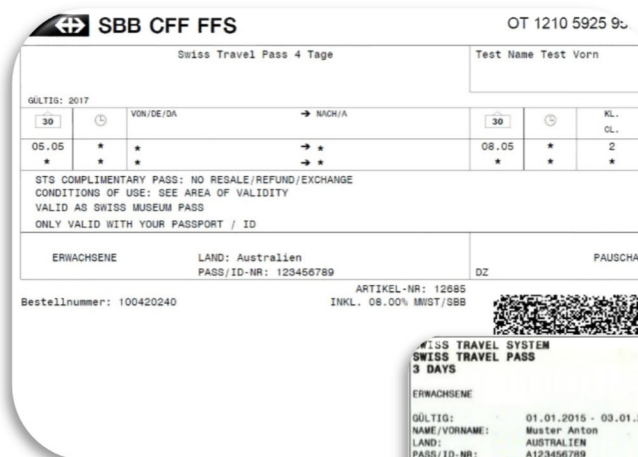 SBB CFF FFS
OT 1210 5925
Swiss Travel Pass 4 Tage
Test Name Test Vorn
GÜLTIG: 2017
30 VON/DE/DA → NACH/A 30 KL.
CL.
05.05 * * → * 08.05 * 2
* * * → * * * *
STS COMPLIMENTARY PASS: NO RESALE/REFUND/EXCHANGE
CONDITIONS OF USE: SEE AREA OF VALIDITY
VALID AS SWISS MUSEUM PASS
ONLY VALID WITH YOUR PASSPORT / ID
ERWACHSENE LAND: Australien PAUSCHA
PASS/ID-NR: 123456789 DZ
ARTIKEL-NR: 12685
Bestellnummer: 100420240 INKL. 08.00% MWST/SBB
SWISS TRAVEL SYSTEM
SWISS TRAVEL PASS
3 DAYS
ERWACHSENE
GÜLTIG: 01.01.2015 - 03.01.
NAME/VORNAME: Muster Anton
LAND: AUSTRALIEN
PASS/ID-NR: A123456789